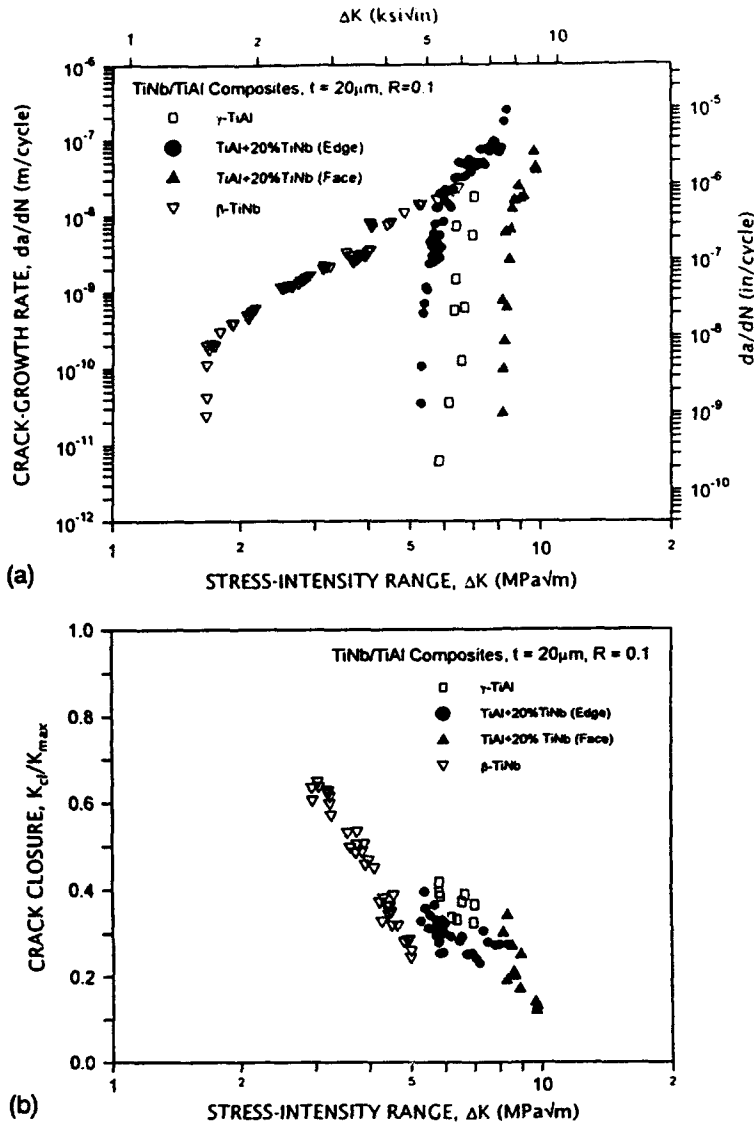 ΔK (ksi√in)
1 2 5 10
TiNb/TiAl Composites, t = 20μm, R=0.1
γ-TiAl
TiAl+20%TiNb (Edge)
TiAl+20%TiNb (Face)
β-TiNb
CRACK-GROWTH RATE, da/dN (m/cycle)
10-6
10-7
10-8
10-9
10-10
10-11
10-12
da/dN (in/cycle)
10-5
10-6
10-7
10-8
10-9
10-10
1 2 5 10 2
(a)
STRESS-INTENSITY RANGE, ΔK (MPa√m)
TiNb/TiAl Composites, t = 20μm, R = 0.1
γ-TiAl
TiAl+20%TiNb (Edge)
TiAl+20% TiNb (Face)
β-TiNb
CRACK CLOSURE, Kcl/Kmax
1.0
0.8
0.6
0.4
0.2
0.0
1 2 5 10 2
(b)
STRESS-INTENSITY RANGE, ΔK (MPa√m)